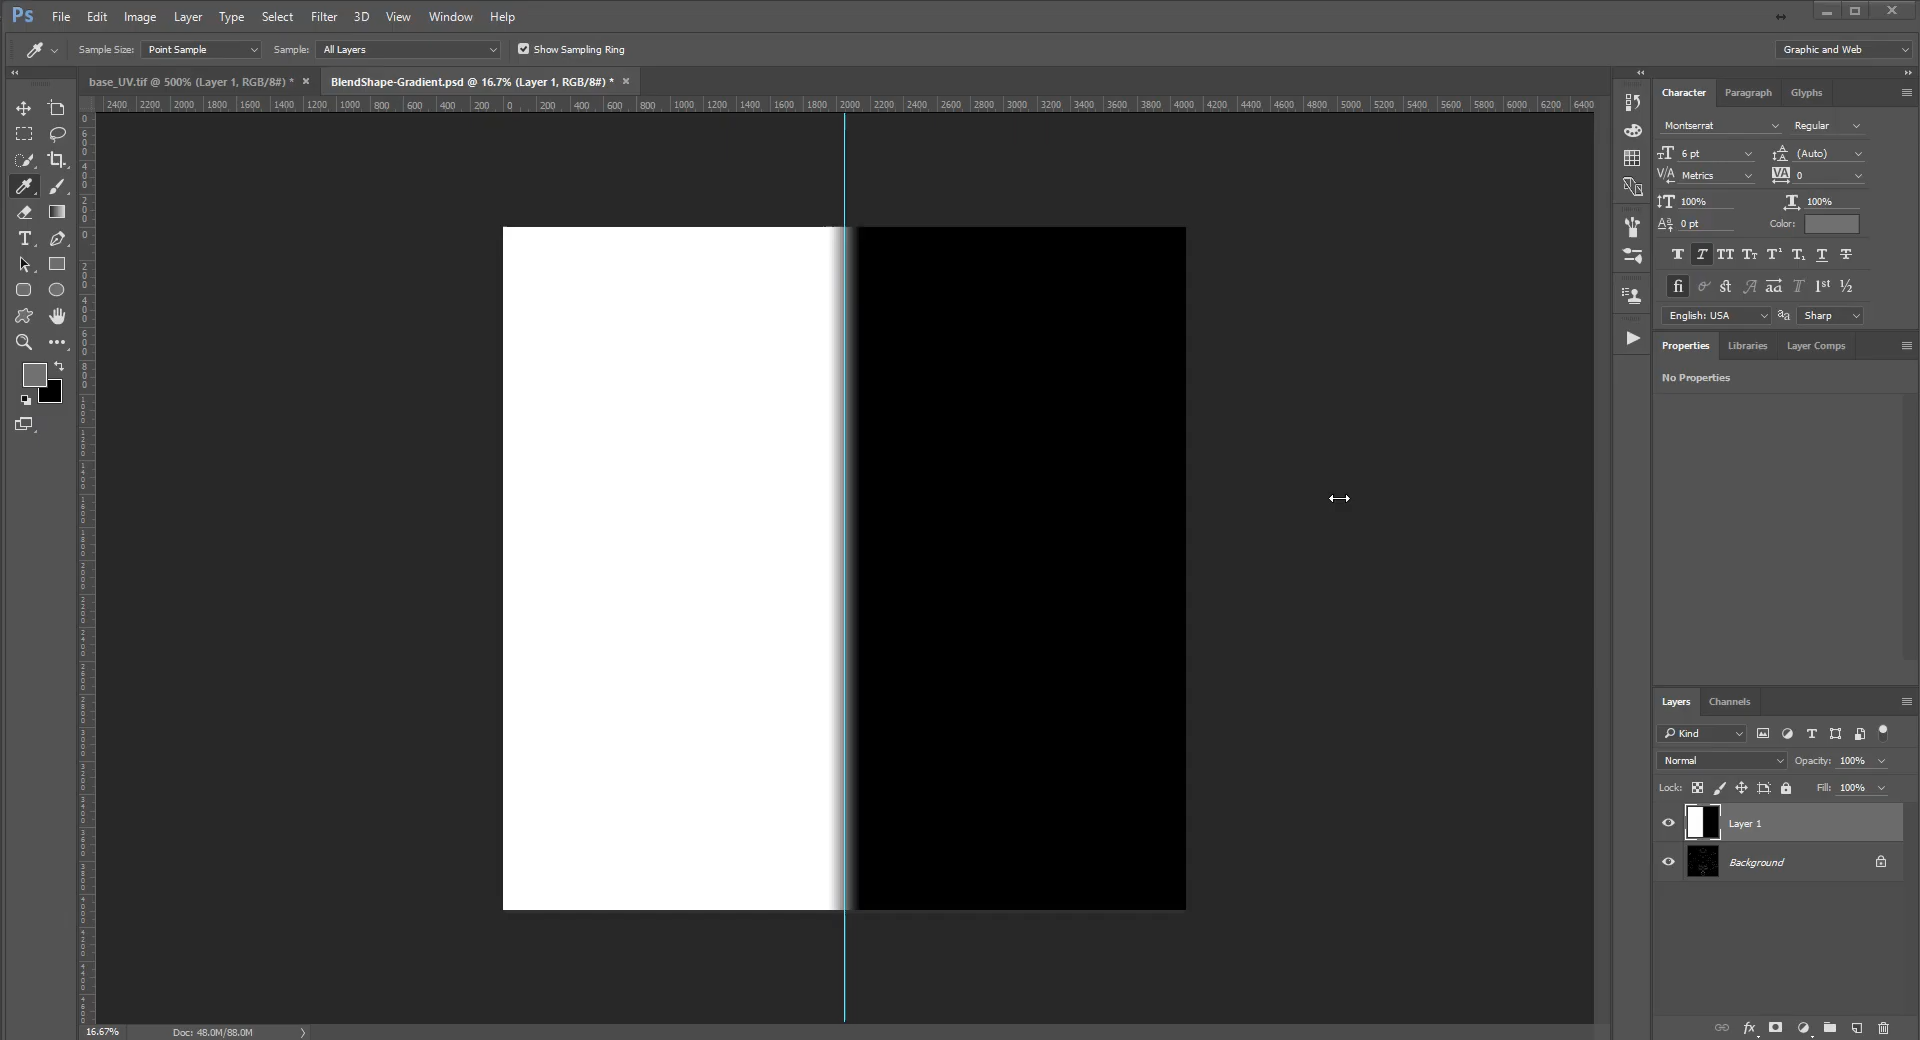 Ps File Edit Image Layer Type Select Filter 3D View Window Help
Sample Size: Point Sample Sample: All Layers Show Sampling Ring Graphic and Web
base_UV.tif @ 500% (Layer 1, RGB/8#) * × BlendShape-Gradient.psd @ 16.7% (Layer 1, RGB/8#) * ×
2400 2200 2000 1800 1600 1400 1200 1000 800 600 400 200 0 200 400 600 800 1000 1200 1400 1600 1800 2000 2200 2400 2600 2800 3000 3200 3400 3600 3800 4000 4200 4400 4600 4800 5000 5200 5400 5600 5800 6000 6200 6400
Character Paragraph Glyphs
Montserrat Regular
6 pt (Auto)
Metrics 0
100% 100%
0 pt Color:
English: USA Sharp
Properties Libraries Layer Comps
No Properties
Layers Channels
Kind
Normal Opacity: 100%
Lock: Fill: 100%
Layer 1
Background
16.67% Doc: 48.0M/88.0M